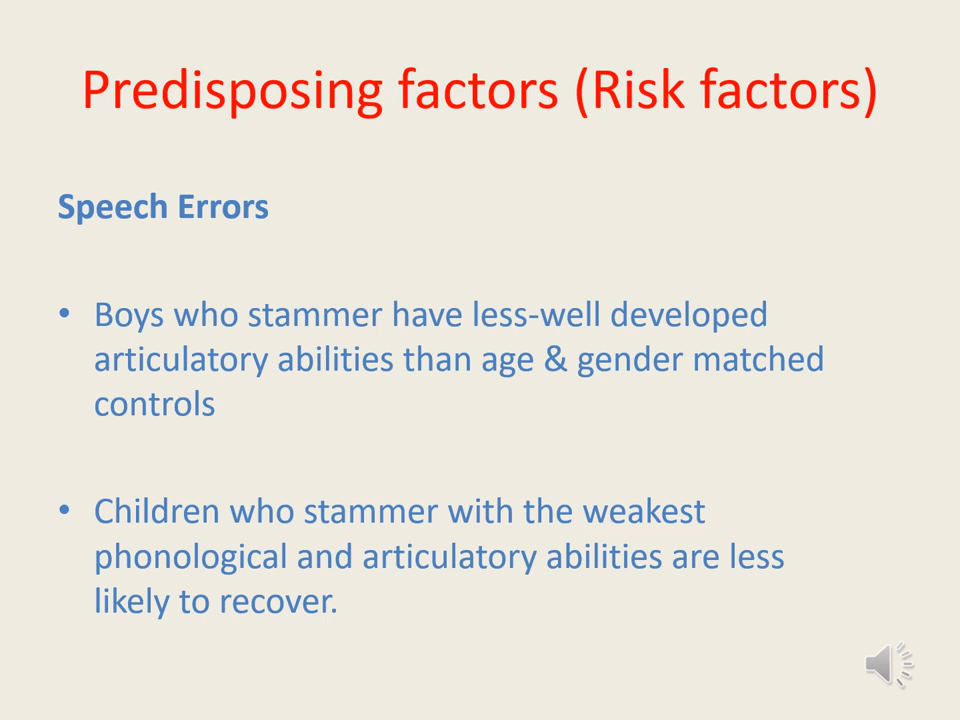 Predisposing factors (Risk factors)
Speech Errors
• Boys who stammer have less-well developed
articulatory abilities than age & gender matched
controls
• Children who stammer with the weakest
phonological and articulatory abilities are less
likely to recover.